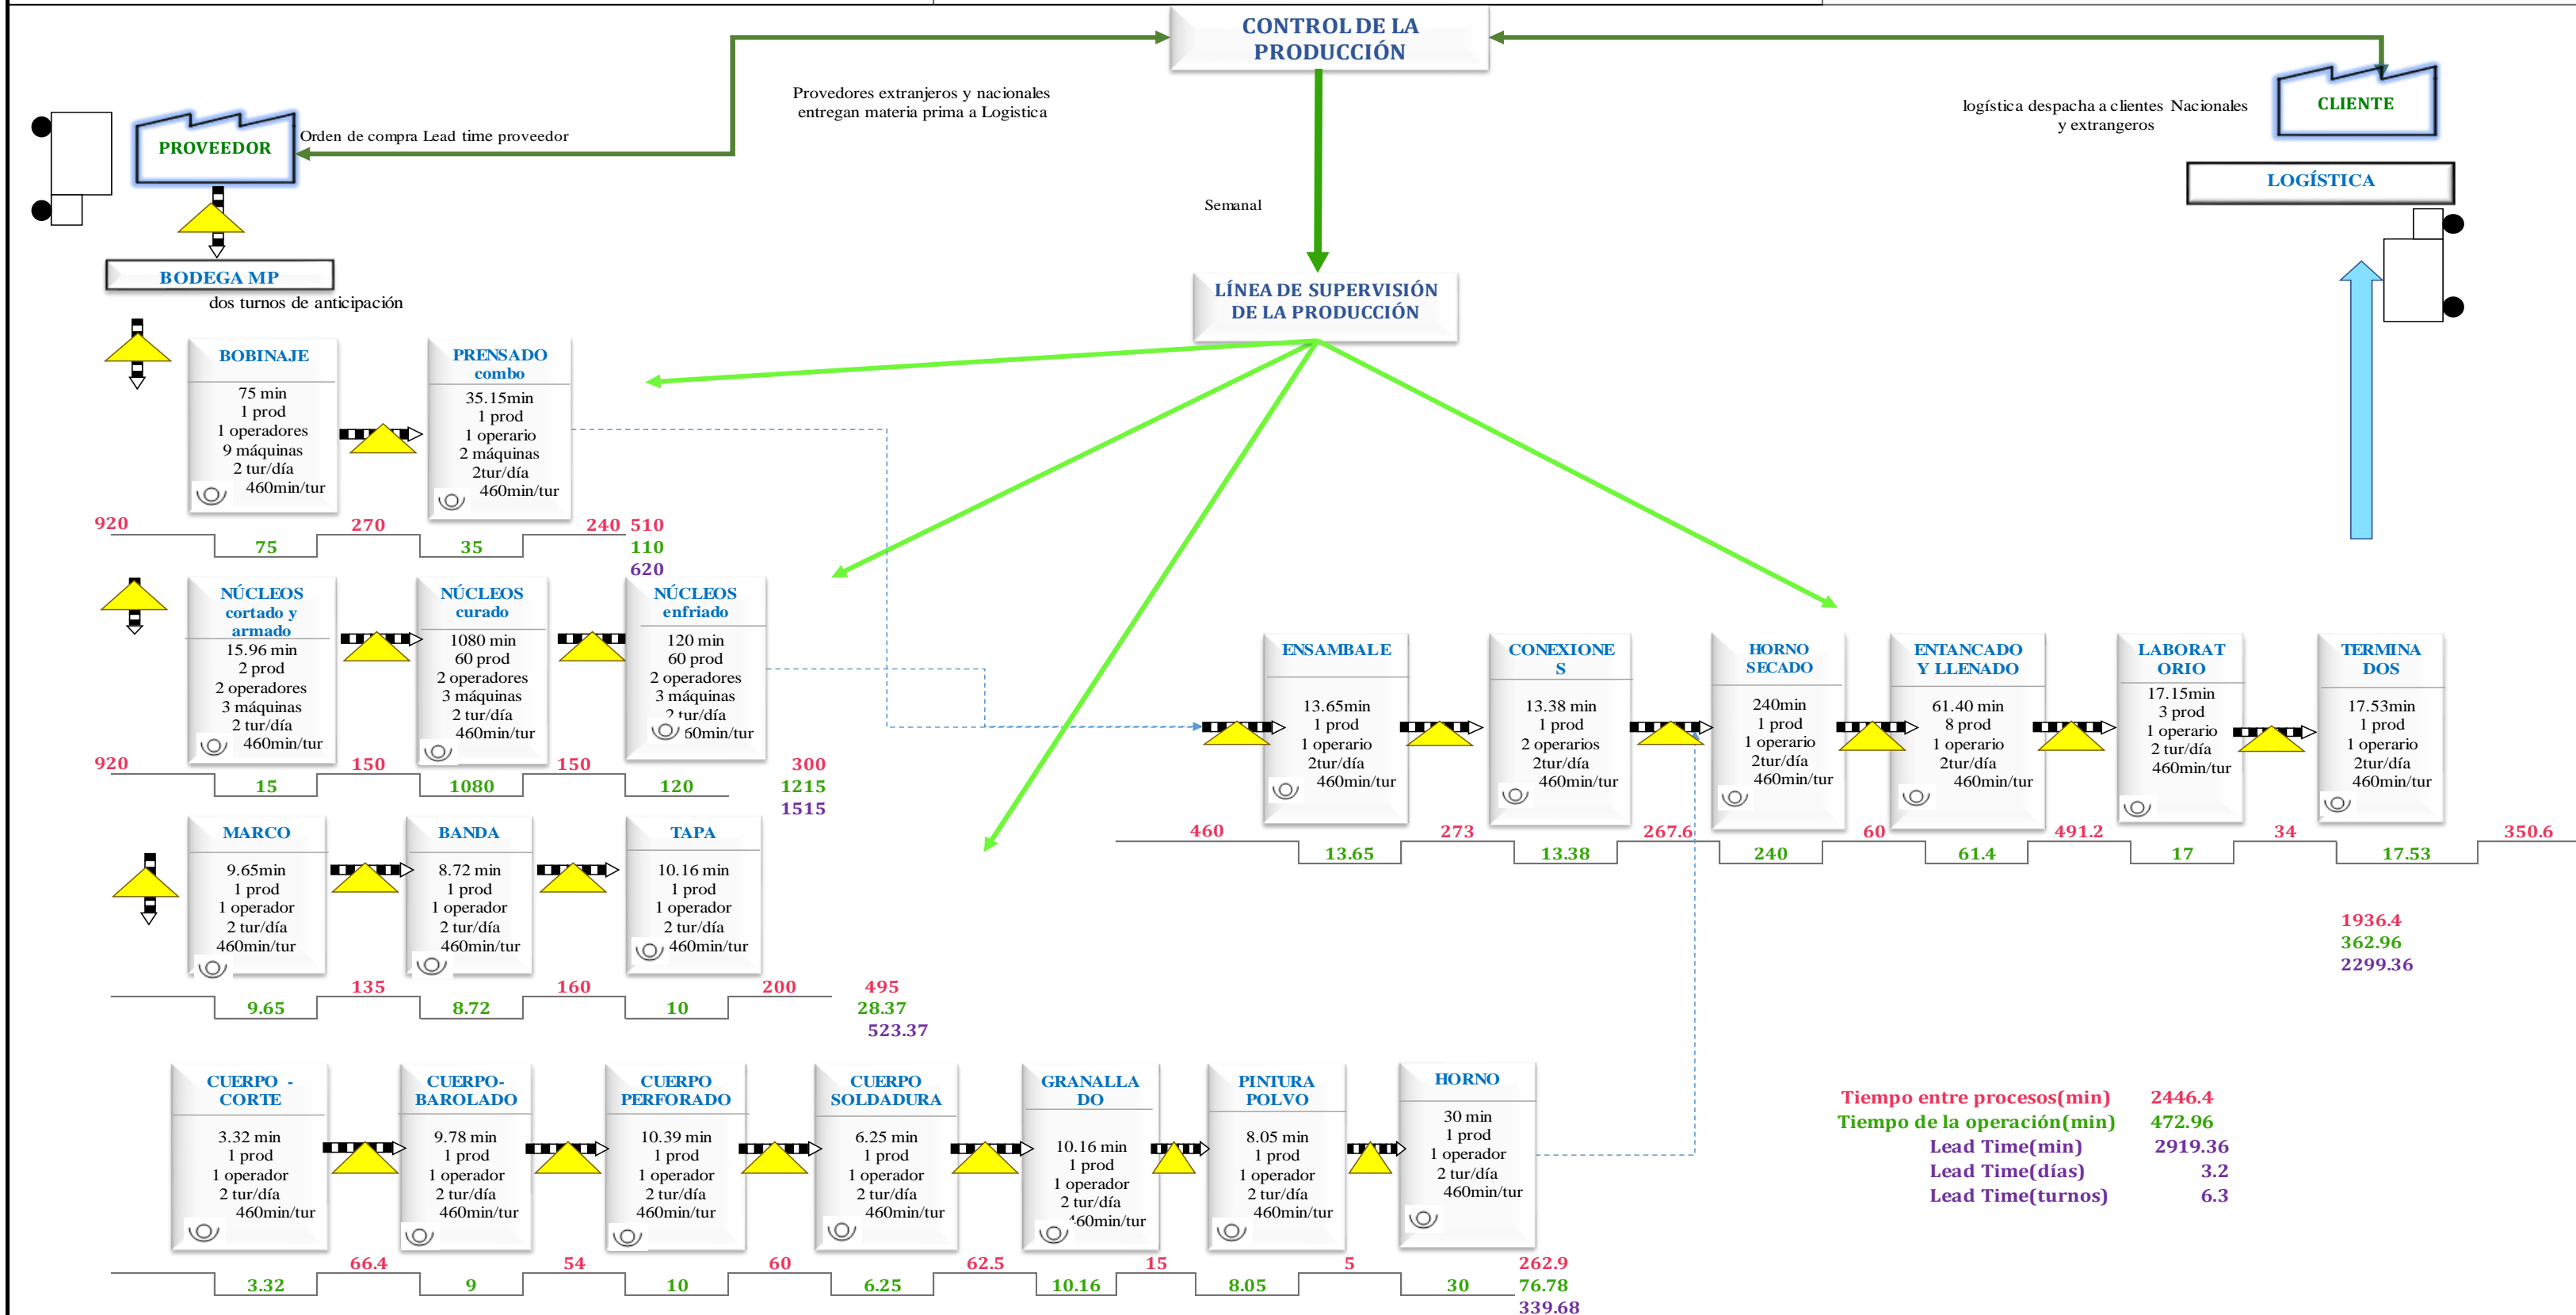 CONTROL DE LA
PRODUCCIÓN
Provedores extranjeros y nacionales
entregan materia prima a Logistica
logística despacha a clientes Nacionales
y extrangeros
CLIENTE
Orden de compra Lead time proveedor
PROVEEDOR
LOGÍSTICA
Semanal
BODEGA MP
dos turnos de anticipación
LÍNEA DE SUPERVISIÓN
DE LA PRODUCCIÓN
BOBINAJE
75 min
1 prod
1 operadores
9 máquinas
2 tur/día
460min/tur
PRENSADO
combo
35.15min
1 prod
1 operario
2 máquinas
2tur/día
460min/tur
920
270
240
510
75
35
110
620
NÚCLEOS
cortado y
armado
15.96 min
2 prod
2 operadores
3 máquinas
2 tur/día
460min/tur
NÚCLEOS
curado
1080 min
60 prod
2 operadores
3 máquinas
2 tur/día
460min/tur
NÚCLEOS
enfriado
120 min
60 prod
2 operadores
3 máquinas
2 tur/día
60min/tur
920
150
150
300
15
1080
120
1215
1515
ENSAMBALE
13.65min
1 prod
1 operario
2tur/día
460min/tur
CONEXIONE
S
13.38 min
1 prod
2 operarios
2tur/día
460min/tur
HORNO
SECADO
240min
1 prod
1 operario
2tur/día
460min/tur
ENTANCADO
Y LLENADO
61.40 min
8 prod
1 operario
2tur/día
460min/tur
LABORAT
ORIO
17.15min
3 prod
1 operario
2 tur/día
460min/tur
TERMINA
DOS
17.53min
1 prod
1 operario
2tur/día
460min/tur
460
273
267.6
60
491.2
34
350.6
13.65
13.38
240
61.4
17
17.53
1936.4
362.96
2299.36
MARCO
9.65min
1 prod
1 operador
2 tur/día
460min/tur
BANDA
8.72 min
1 prod
1 operador
2 tur/día
460min/tur
TAPA
10.16 min
1 prod
1 operador
2 tur/día
460min/tur
135
160
200
495
9.65
8.72
10
28.37
523.37
CUERPO -
CORTE
3.32 min
1 prod
1 operador
2 tur/día
460min/tur
CUERPO-
BAROLADO
9.78 min
1 prod
1 operador
2 tur/día
460min/tur
CUERPO
PERFORADO
10.39 min
1 prod
1 operador
2 tur/día
460min/tur
CUERPO
SOLDADURA
6.25 min
1 prod
1 operador
2 tur/día
460min/tur
GRANALLA
DO
10.16 min
1 prod
1 operador
2 tur/día
460min/tur
PINTURA
POLVO
8.05 min
1 prod
1 operador
2 tur/día
460min/tur
HORNO
30 min
1 prod
1 operador
2 tur/día
460min/tur
66.4
54
60
62.5
15
5
262.9
3.32
9
10
6.25
10.16
8.05
30
76.78
339.68
Tiempo entre procesos(min) 2446.4
Tiempo de la operación(min) 472.96
Lead Time(min) 2919.36
Lead Time(días) 3.2
Lead Time(turnos) 6.3